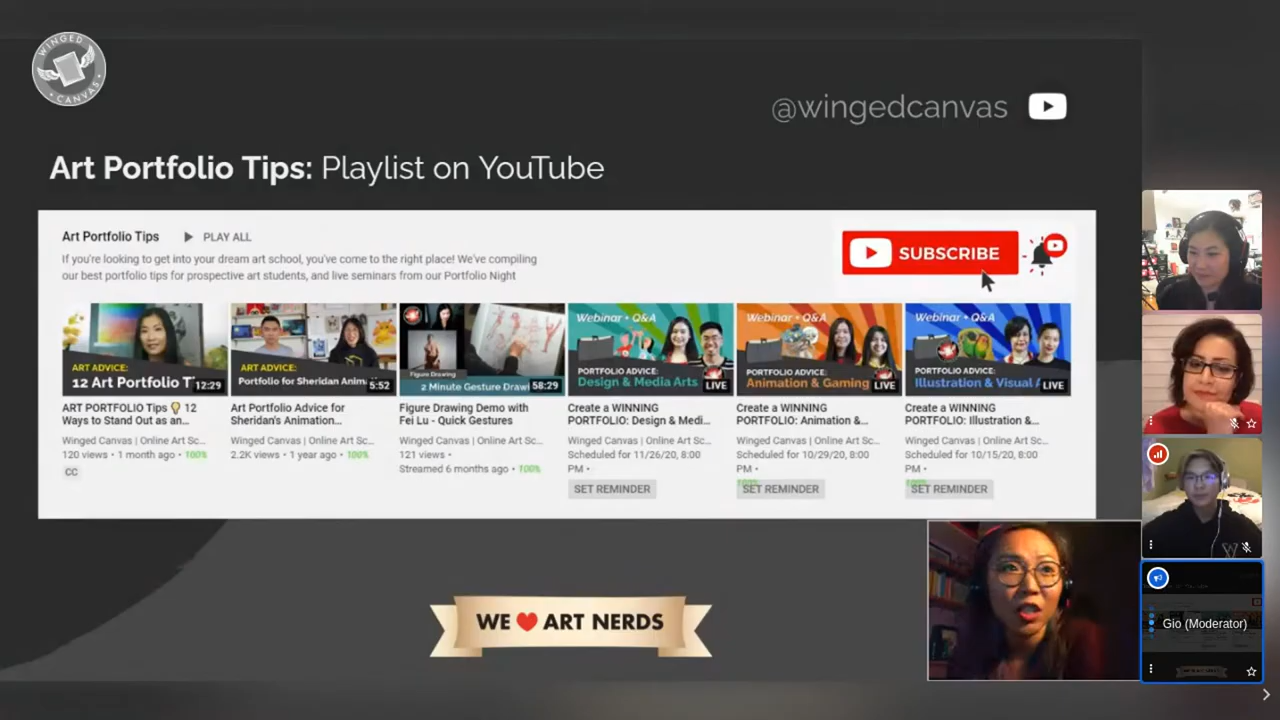 WINGED
CANVAS
@wingedcanvas
Art Portfolio Tips: Playlist on YouTube
Art Portfolio Tips
PLAY ALL
If you're looking to get into your dream art school, you've come to the right place! We've compiling
our best portfolio tips for prospective art students, and live seminars from our Portfolio Night
SUBSCRIBE
ART ADVICE:
12 Art Portfolio T
12:29
ART ADVICE:
Portfolio for Sheridan Anim
5:52
Figure Drawing
2 Minute Gesture Drawi
58:29
Webinar + Q&A
PORTFOLIO ADVICE:
Design & Media Arts
LIVE
Webinar + Q&A
PORTFOLIO ADVICE:
Animation & Gaming
LIVE
Webinar + Q&A
PORTFOLIO ADVICE:
Illustration & Visual
LIVE
ART PORTFOLIO Tips 💡 12
Ways to Stand Out as an...
Winged Canvas | Online Art Sc...
120 views • 1 month ago • 100%
CC
Art Portfolio Advice for
Sheridan's Animation...
Winged Canvas | Online Art Sc...
2.2K views • 1 year ago • 100%
Figure Drawing Demo with
Fei Lu - Quick Gestures
Winged Canvas | Online Art Sc...
121 views •
Streamed 6 months ago • 100%
Create a WINNING
PORTFOLIO: Design & Medi...
Winged Canvas | Online Art Sc...
Scheduled for 11/26/20, 8:00
PM •
SET REMINDER
Create a WINNING
PORTFOLIO: Animation &...
Winged Canvas | Online Art Sc...
Scheduled for 10/29/20, 8:00
PM •
SET REMINDER
Create a WINNING
PORTFOLIO: Illustration &...
Winged Canvas | Online Art Sc...
Scheduled for 10/15/20, 8:00
PM •
SET REMINDER
WE ❤ ART NERDS
Gio (Moderator)